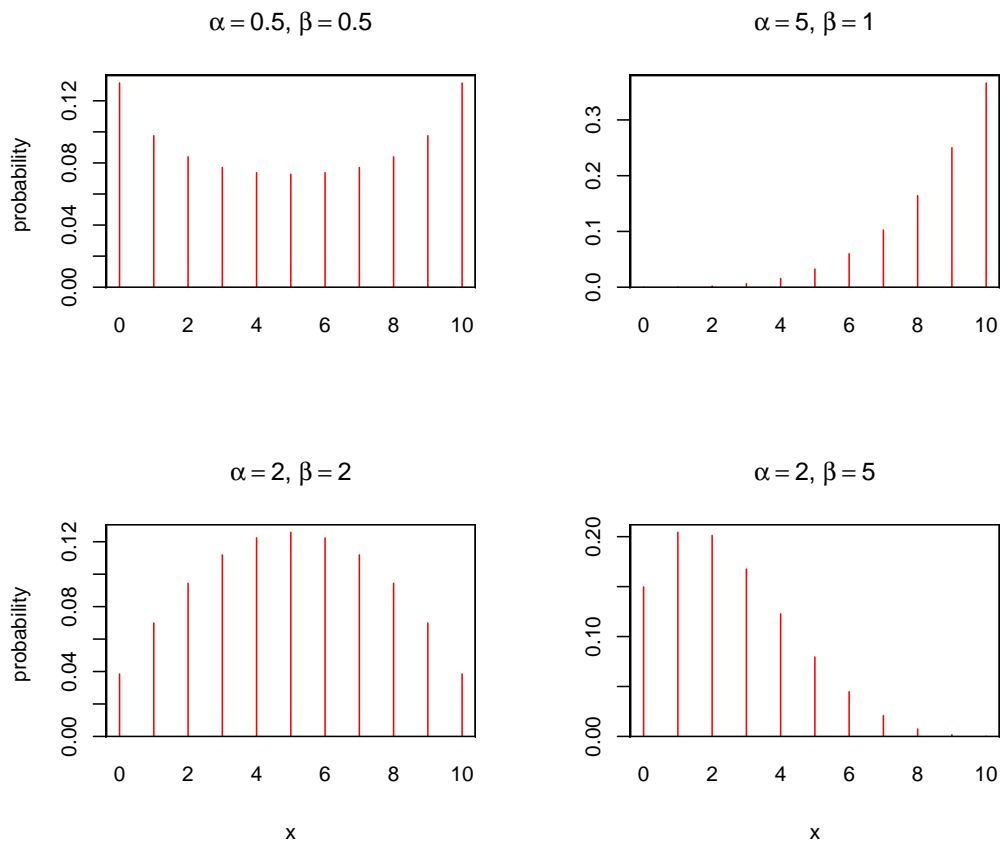 α = 0.5, β = 0.5
probability
0.00 0.04 0.08 0.12
0 2 4 6 8 10
α = 5, β = 1
0.0 0.1 0.2 0.3
0 2 4 6 8 10
α = 2, β = 2
probability
0.00 0.04 0.08 0.12
0 2 4 6 8 10
x
α = 2, β = 5
0.00 0.10 0.20
0 2 4 6 8 10
x